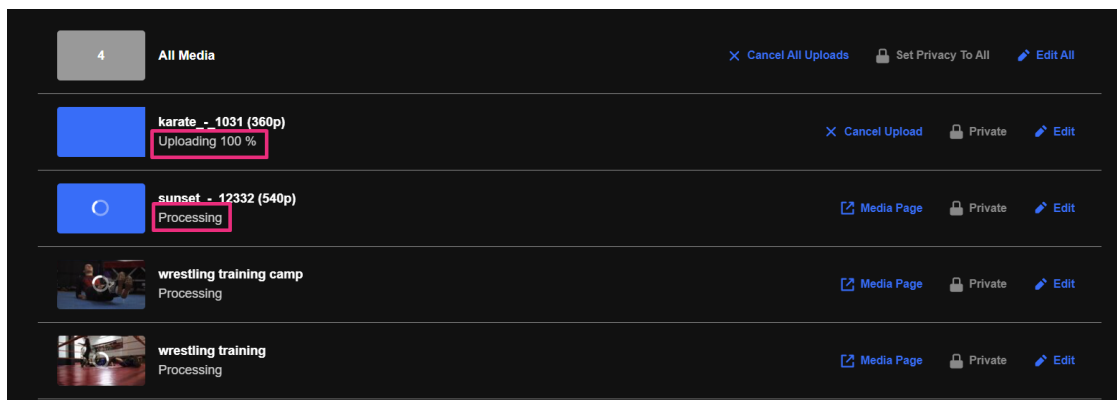 4 All Media Cancel All Uploads Set Privacy To All Edit All
karate_-_1031 (360p)
Uploading 100 % Cancel Upload Private Edit
sunset_-_12332 (540p)
Processing Media Page Private Edit
wrestling training camp
Processing Media Page Private Edit
wrestling training
Processing Media Page Private Edit